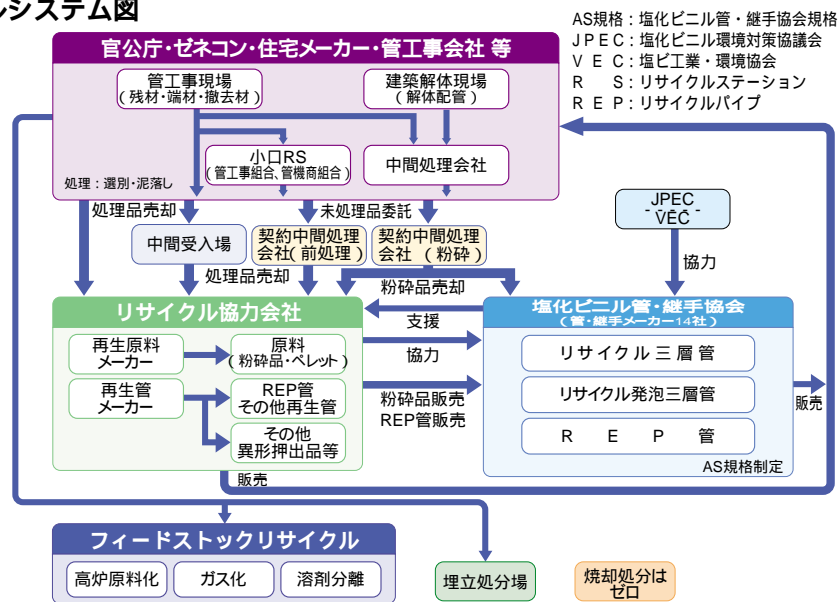 ルシステム図
AS規格：塩化ビニル管・継手協会規格
JPEC：塩化ビニル環境対策協議会
VEC：塩ビ工業・環境協会
RS：リサイクルステーション
REP：リサイクルパイプ
官公庁・ゼネコン・住宅メーカー・管工事会社 等
管工事現場
（残材・端材・撤去材）
建築解体現場
（解体配管）
小口RS
（管工事組合、管機商組合）
中間処理会社
処理：選別・泥落し
処理品売却
未処理品委託
JPEC
VEC
協力
中間受入場
契約中間処理
会社（前処理）
契約中間処理
会社（粉砕）
処理品売却
粉砕品売却
リサイクル協力会社
再生原料
メーカー
原料
（粉砕品・ペレット）
再生管
メーカー
REP管
その他再生管
その他
異形押出品等
支援
協力
粉砕品販売
REP管販売
塩化ビニル管・継手協会
（管・継手メーカー14社）
リサイクル三層管
リサイクル発泡三層管
REP管
AS規格制定
販売
販売
フィードストックリサイクル
高炉原料化
ガス化
溶剤分離
埋立処分場
焼却処分は
ゼロ